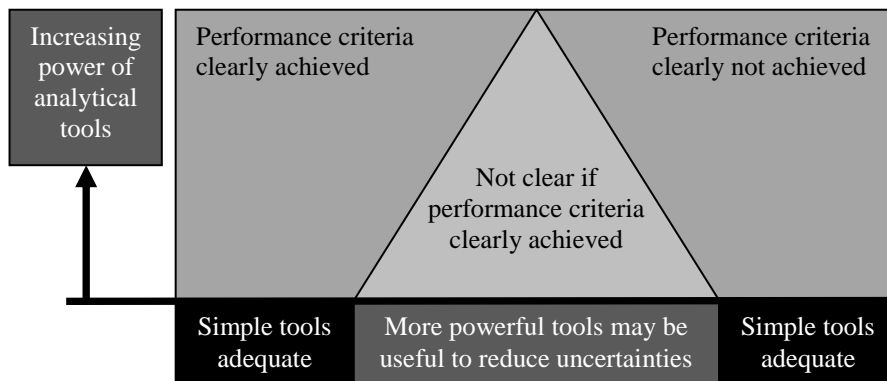 Increasing
power of
analytical
tools
Performance criteria
clearly achieved
Performance criteria
clearly not achieved
Not clear if
performance criteria
clearly achieved
Simple tools
adequate
More powerful tools may be
useful to reduce uncertainties
Simple tools
adequate